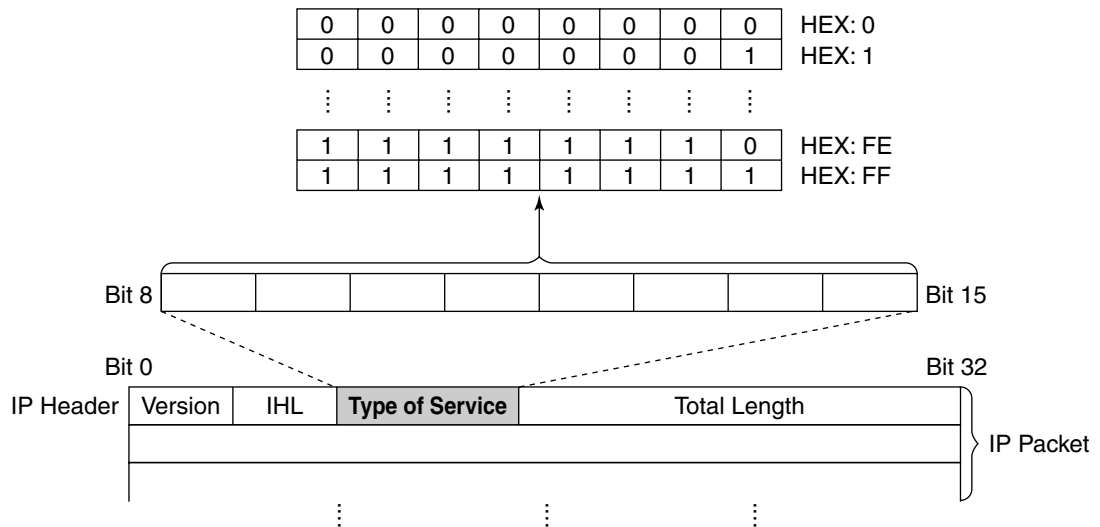 0 0 0 0 0 0 0 0 HEX: 0
0 0 0 0 0 0 0 1 HEX: 1
1 1 1 1 1 1 1 0 HEX: FE
1 1 1 1 1 1 1 1 HEX: FF
Bit 8 Bit 15
Bit 0 Bit 32
IP Header Version IHL Type of Service Total Length
IP Packet